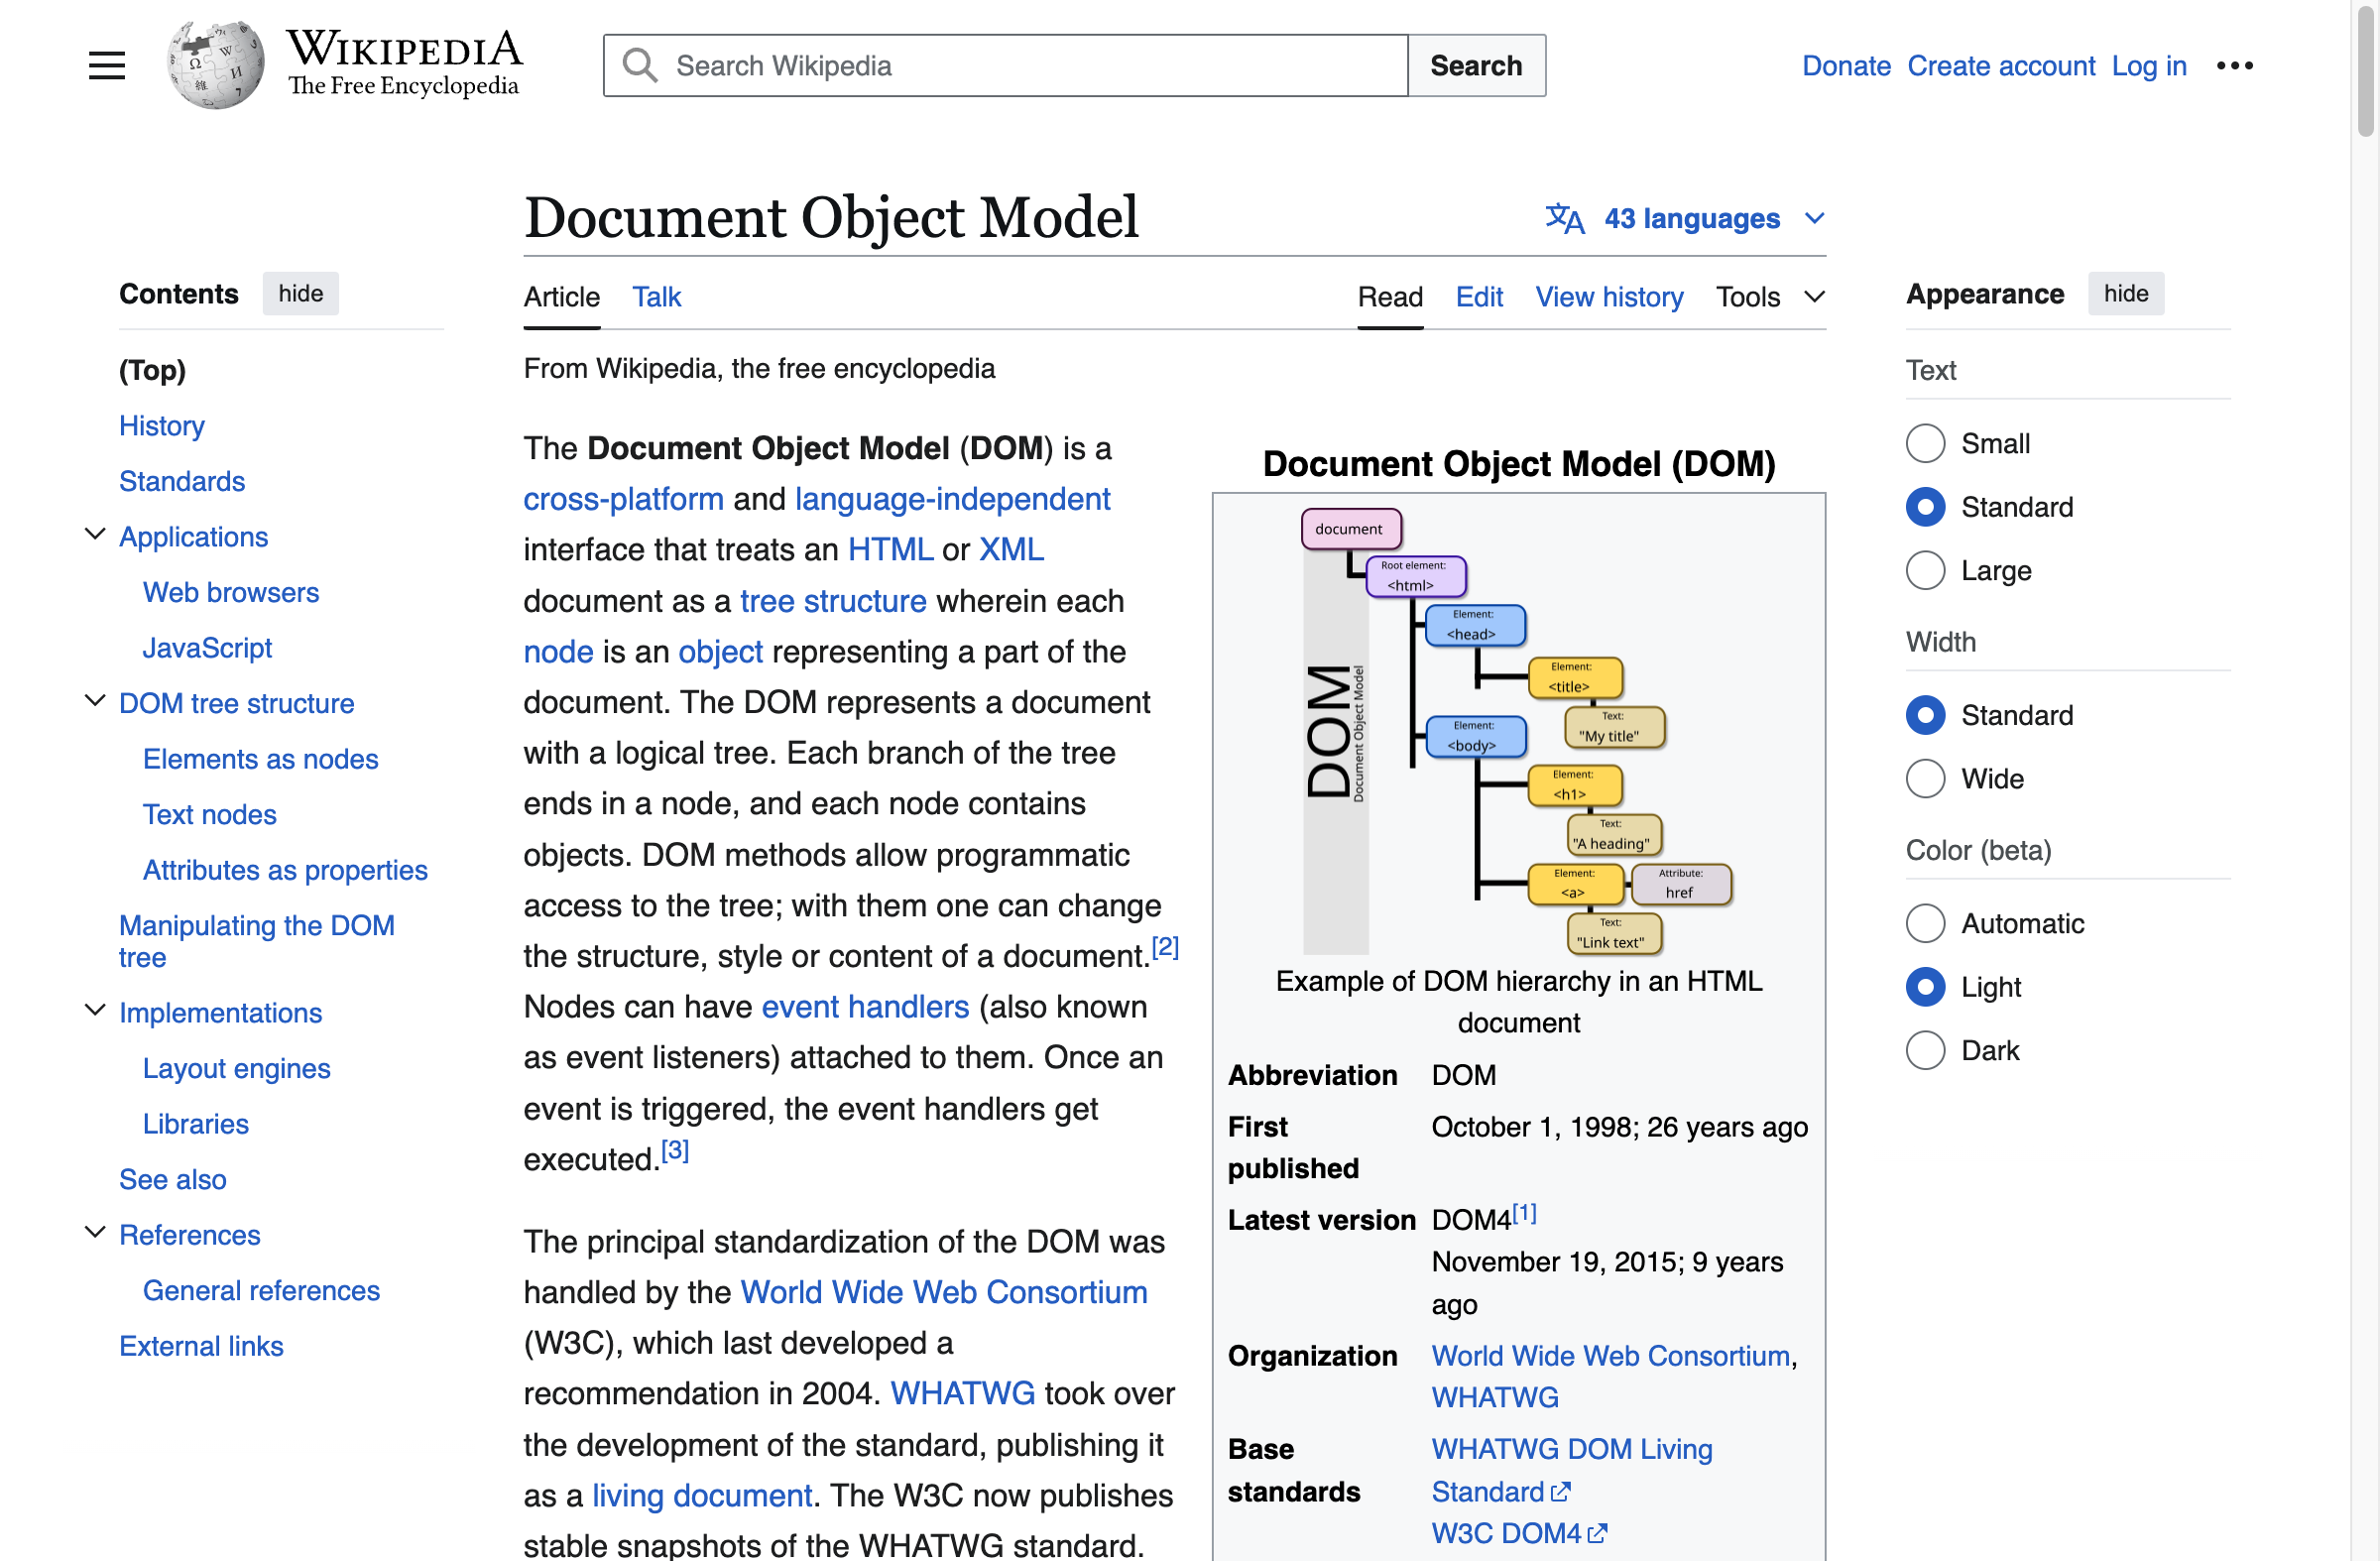 WIKIPEDIA
The Free Encyclopedia
Search Wikipedia
Search
Donate
Create account
Log in
Document Object Model
43 languages
Contents
hide
(Top)
History
Standards
Applications
Web browsers
JavaScript
DOM tree structure
Elements as nodes
Text nodes
Attributes as properties
Manipulating the DOM
tree
Implementations
Layout engines
Libraries
See also
References
General references
External links
Article
Talk
Read
Edit
View history
Tools
From Wikipedia, the free encyclopedia
The Document Object Model (DOM) is a
cross-platform and language-independent
interface that treats an HTML or XML
document as a tree structure wherein each
node is an object representing a part of the
document. The DOM represents a document
with a logical tree. Each branch of the tree
ends in a node, and each node contains
objects. DOM methods allow programmatic
access to the tree; with them one can change
the structure, style or content of a document.[2]
Nodes can have event handlers (also known
as event listeners) attached to them. Once an
event is triggered, the event handlers get
executed.[3]
The principal standardization of the DOM was
handled by the World Wide Web Consortium
(W3C), which last developed a
recommendation in 2004. WHATWG took over
the development of the standard, publishing it
as a living document. The W3C now publishes
stable snapshots of the WHATWG standard.
Document Object Model (DOM)
DOM
Document Object Model
document
Root element:
<html>
Element:
<head>
Element:
<title>
Text:
"My title"
Element:
<body>
Element:
<h1>
Text:
"A heading"
Element:
<a>
Attribute:
href
Text:
"Link text"
Example of DOM hierarchy in an HTML
document
Abbreviation DOM
First October 1, 1998; 26 years ago
published
Latest version DOM4[1]
November 19, 2015; 9 years
ago
Organization World Wide Web Consortium,
WHATWG
Base WHATWG DOM Living
standards Standard
W3C DOM4
Appearance
hide
Text
Small
Standard
Large
Width
Standard
Wide
Color (beta)
Automatic
Light
Dark